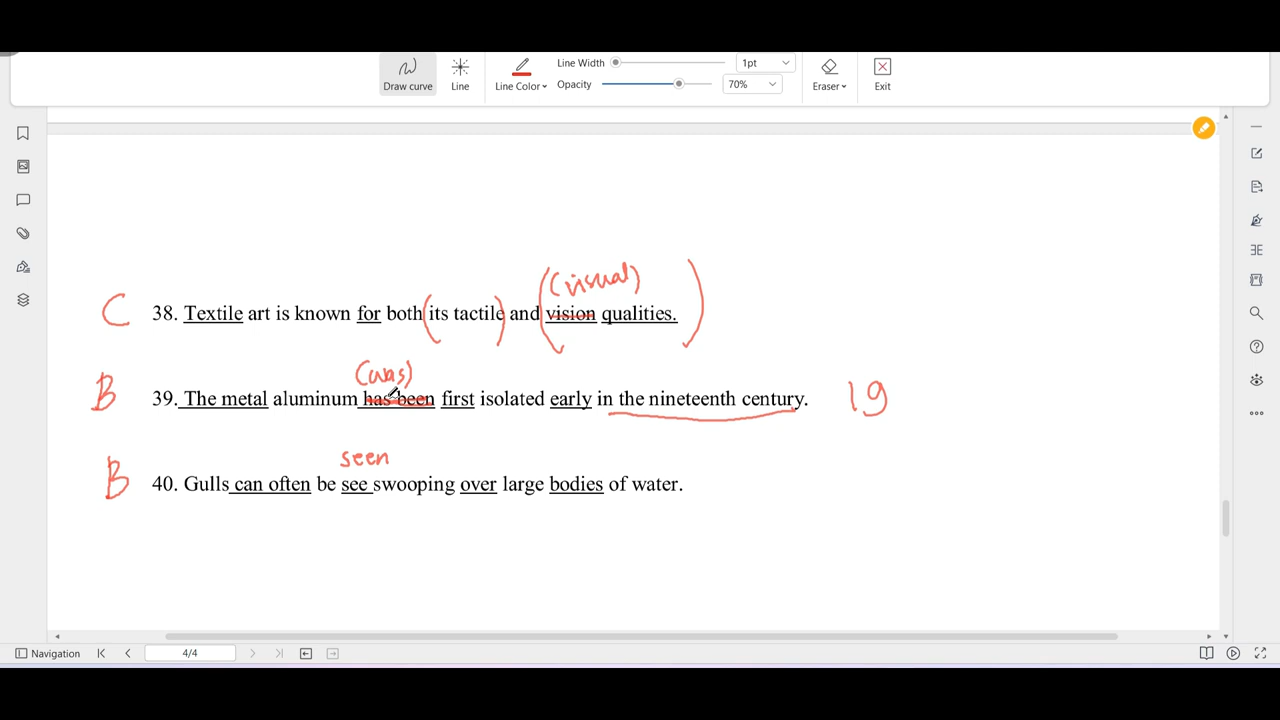 Line Width 1pt
Draw curve Line Line Color Opacity 70% Eraser Exit
(visual)
C 38. Textile art is known for both (its tactile) and (vision qualities.)
(was)
B 39. The metal aluminum has been first isolated early in the nineteenth century. 19
seen
B 40. Gulls can often be see swooping over large bodies of water.
Navigation 4/4